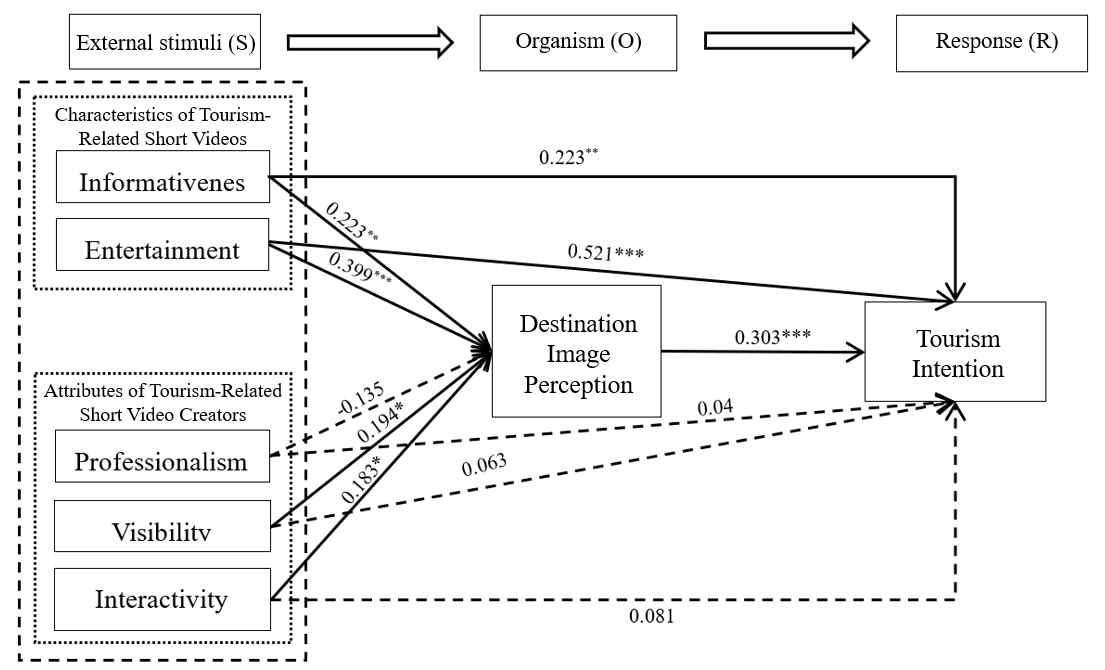 External stimuli (S)
Organism (O)
Response (R)
Characteristics of Tourism-
Related Short Videos
Informativenes
Entertainment
0.223**
0.223**
0.521***
0.399***
Destination
Image
Perception
0.303***
Tourism
Intention
Attributes of Tourism-Related
Short Video Creators
Professionalism
Visibility
Interactivity
-0.135
0.194*
0.183*
0.04
0.063
0.081